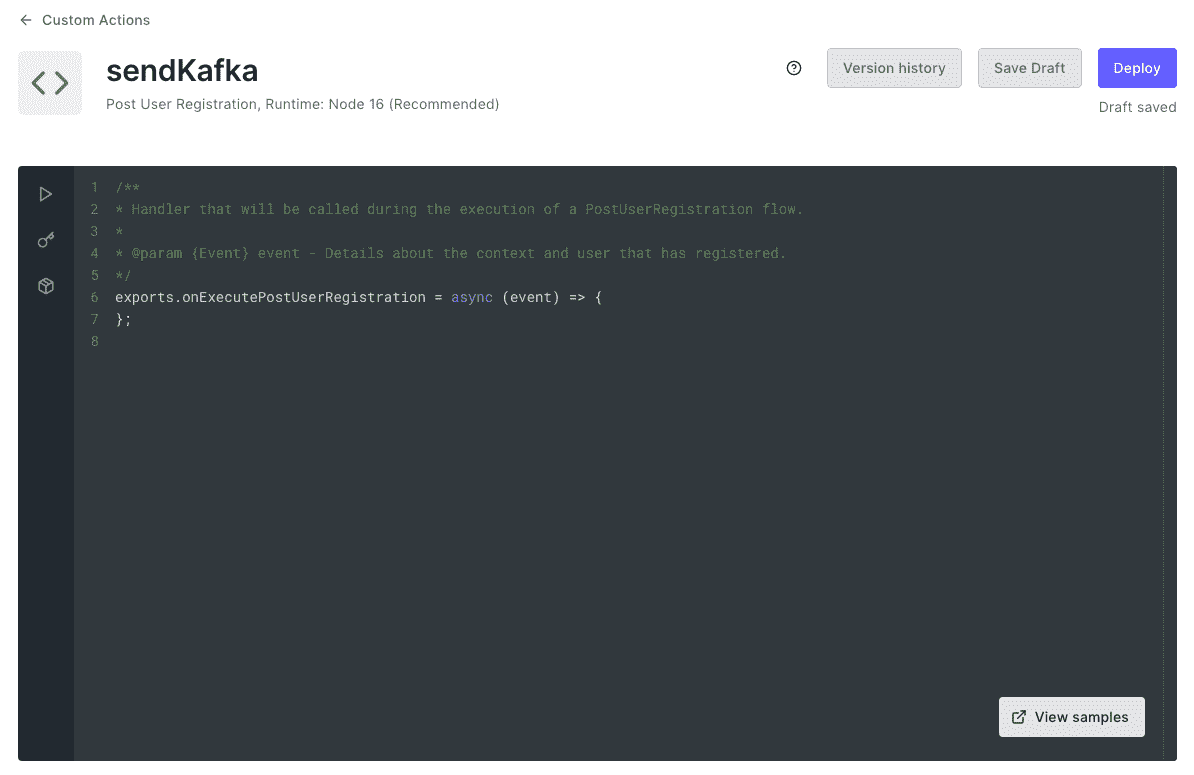 Custom Actions
sendKafka
Post User Registration, Runtime: Node 16 (Recommended)
Version history
Save Draft
Deploy
Draft saved
1 /**
2 * Handler that will be called during the execution of a PostUserRegistration flow.
3 *
4 * @param {Event} event - Details about the context and user that has registered.
5 */
6 exports.onExecutePostUserRegistration = async (event) => {
7 };
8
View samples